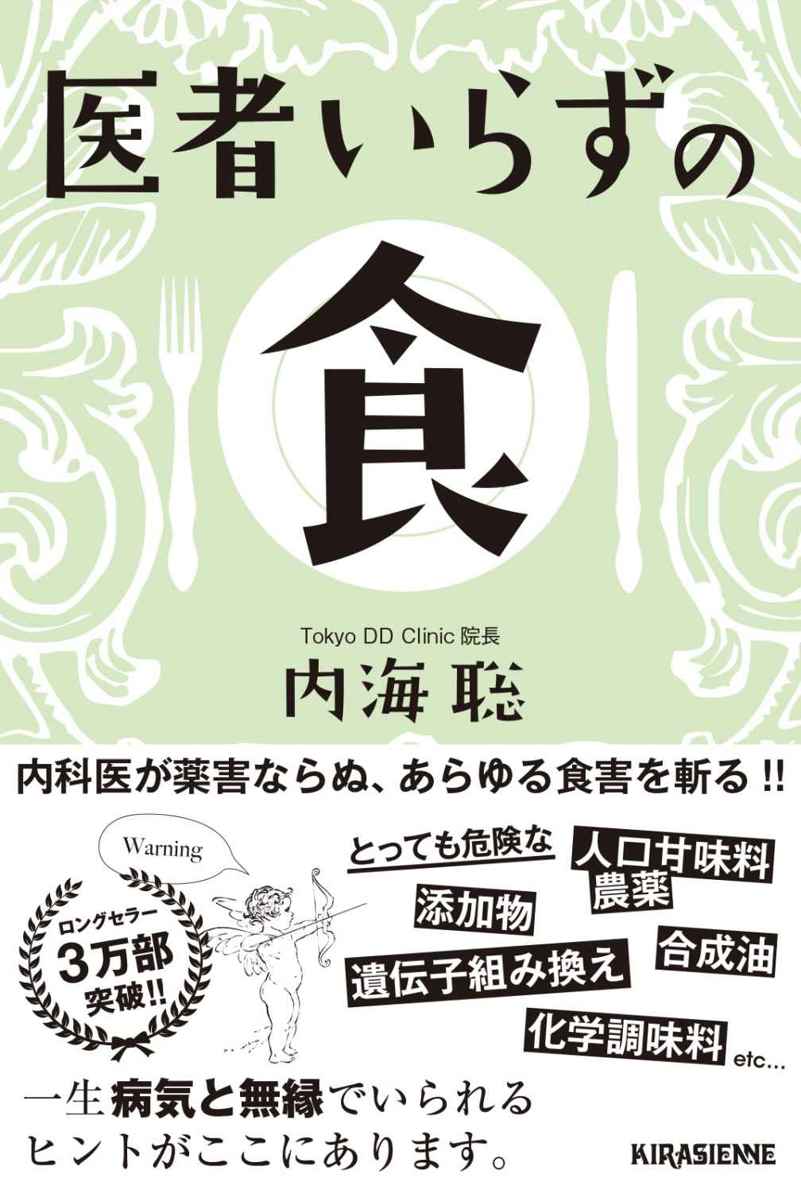 医者いらずの
食
Tokyo DD Clinic 院長
内海 聡
内科医が薬害ならぬ、あらゆる食害を斬る!!
Warning
ロングセラー
3万部
突破!!
とっても危険な
人口甘味料
農薬
添加物
合成油
遺伝子組み換え
化学調味料
etc...
一生病気と無縁でいられる
ヒントがここにあります。
KIRASIENNE